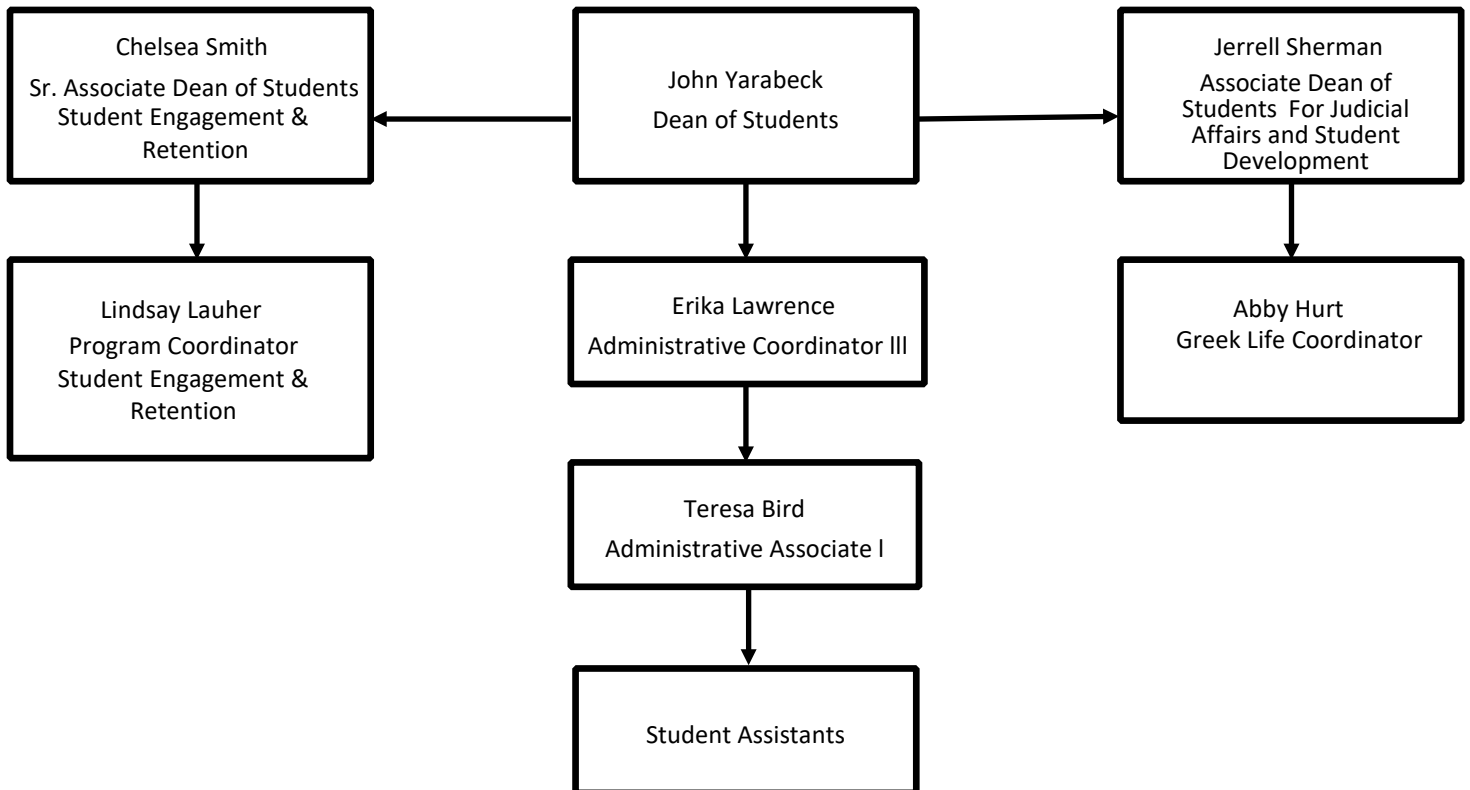 Chelsea Smith
Sr. Associate Dean of Students
Student Engagement &
Retention
John Yarabeck
Dean of Students
Jerrell Sherman
Associate Dean of
Students For Judicial
Affairs and Student
Development
Lindsay Lauher
Program Coordinator
Student Engagement &
Retention
Erika Lawrence
Administrative Coordinator lll
Abby Hurt
Greek Life Coordinator
Teresa Bird
Administrative Associate l
Student Assistants